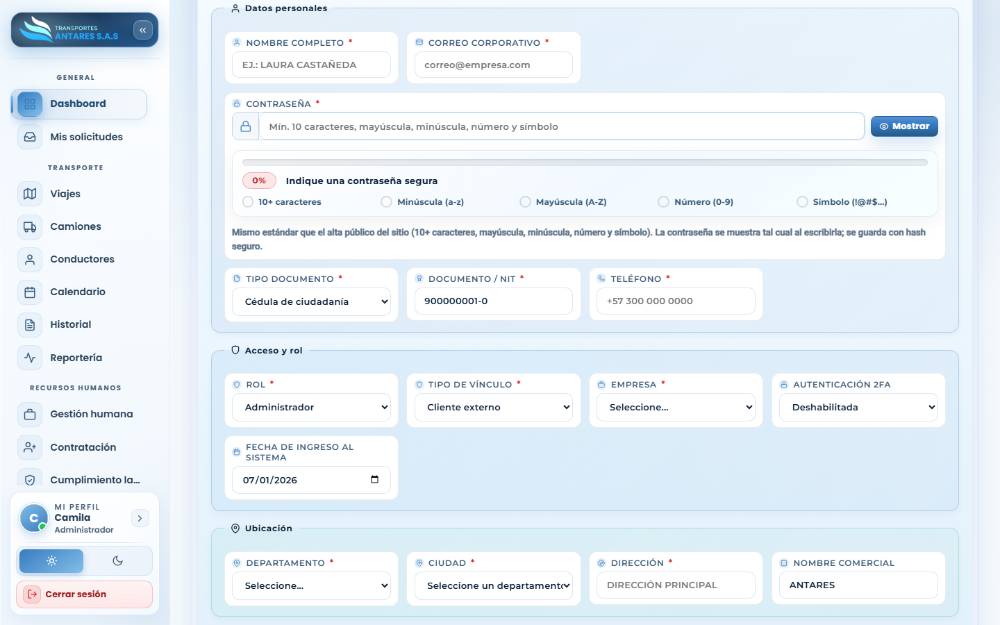 TRANSPORTES
ANTARES S.A.S
GENERAL
Dashboard
Mis solicitudes
TRANSPORTE
Viajes
Camiones
Conductores
Calendario
Historial
Reportería
RECURSOS HUMANOS
Gestión humana
Contratación
Cumplimiento la...
C
MI PERFIL
Camila
Administrador
Cerrar sesión
Datos personales
NOMBRE COMPLETO *
EJ.: LAURA CASTAÑEDA
CORREO CORPORATIVO *
correo@empresa.com
CONTRASEÑA *
Mín. 10 caracteres, mayúscula, minúscula, número y símbolo
Mostrar
0%
Indique una contraseña segura
10+ caracteres
Minúscula (a-z)
Mayúscula (A-Z)
Número (0-9)
Símbolo (!@#$...)
Mismo estándar que el alta público del sitio (10+ caracteres, mayúscula, minúscula, número y símbolo). La contraseña se muestra tal cual al escribirla; se guarda con hash
seguro.
TIPO DOCUMENTO *
Cédula de ciudadanía
DOCUMENTO / NIT *
900000001-0
TELÉFONO *
+57 300 000 0000
Acceso y rol
ROL *
Administrador
TIPO DE VÍNCULO *
Cliente externo
EMPRESA *
Seleccione...
AUTENTICACIÓN 2FA
Deshabilitada
FECHA DE INGRESO AL
SISTEMA
07/01/2026
Ubicación
DEPARTAMENTO *
Seleccione...
CIUDAD *
Seleccione un departamento
DIRECCIÓN *
DIRECCIÓN PRINCIPAL
NOMBRE COMERCIAL
ANTARES